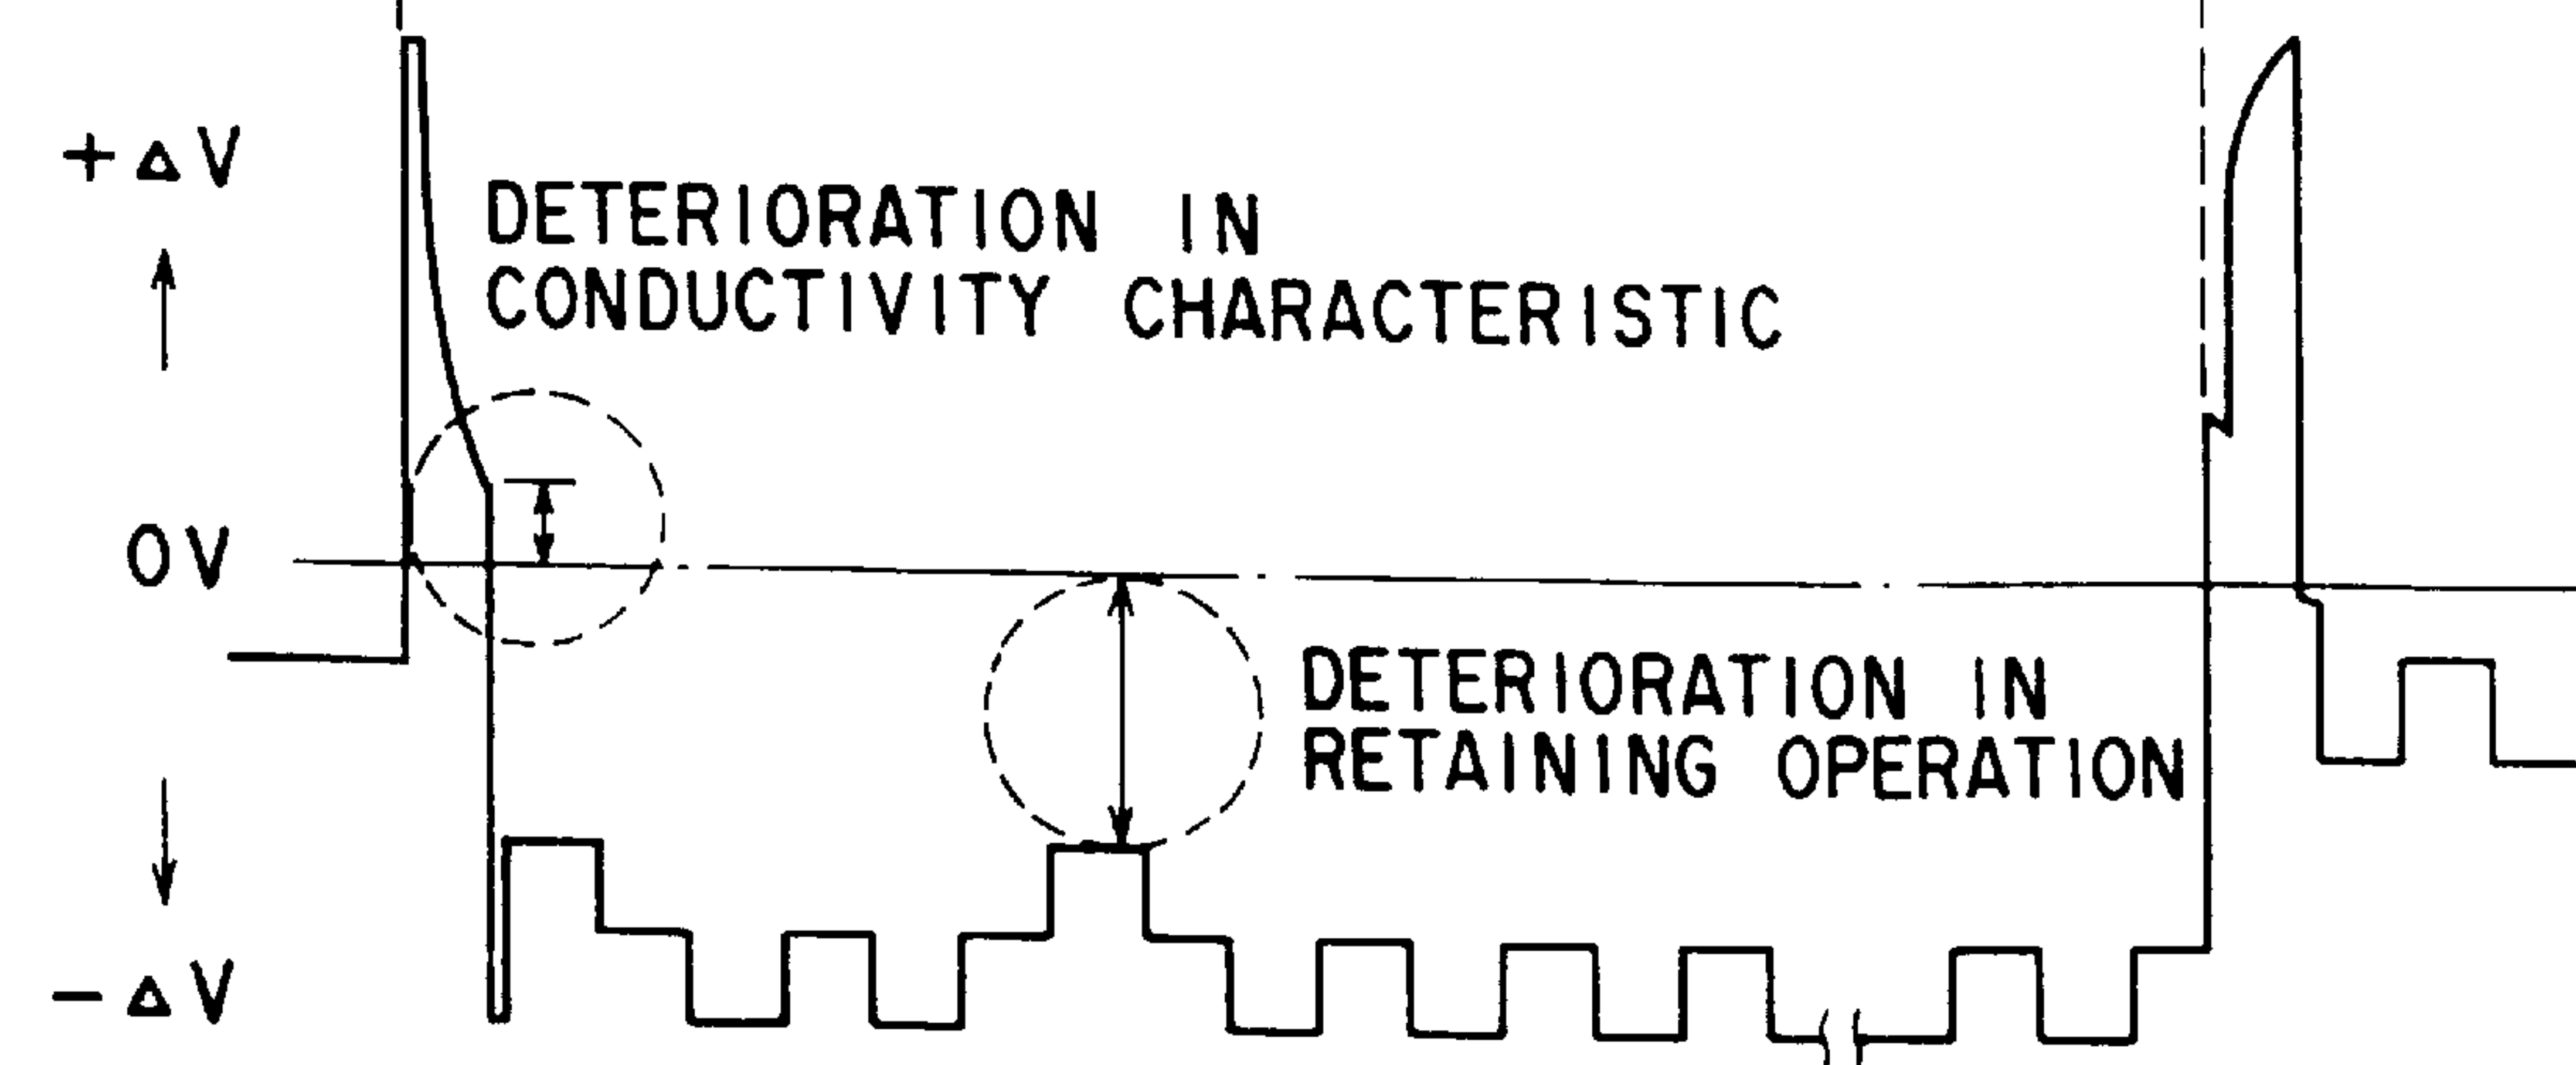 +ΔV
DETERIORATION IN
CONDUCTIVITY CHARACTERISTIC
0V
DETERIORATION IN
RETAINING OPERATION
-ΔV